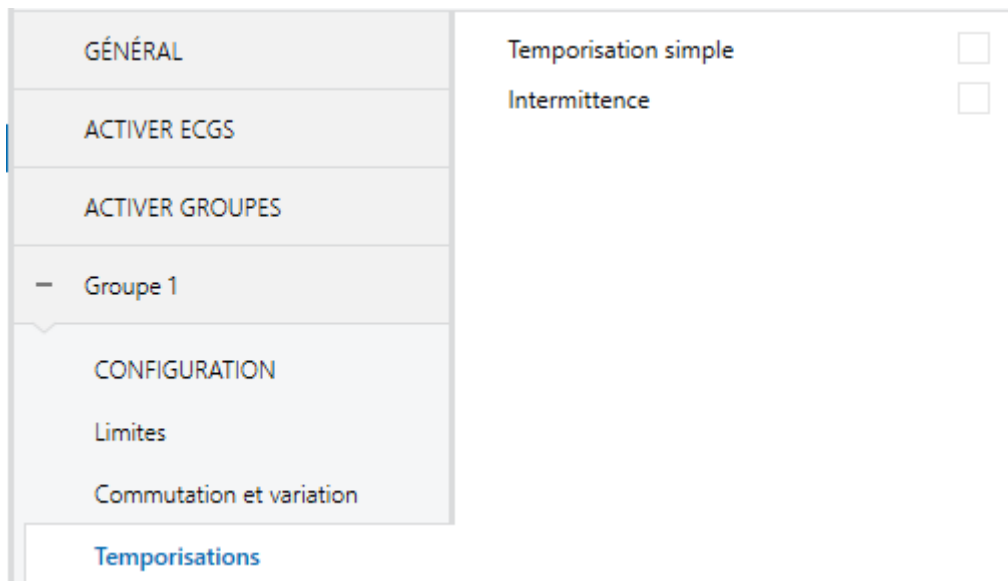 GÉNÉRAL
ACTIVER ECGS
ACTIVER GROUPES
Groupe 1
CONFIGURATION
Limites
Commutation et variation
Temporisations
Temporisation simple
Intermittence